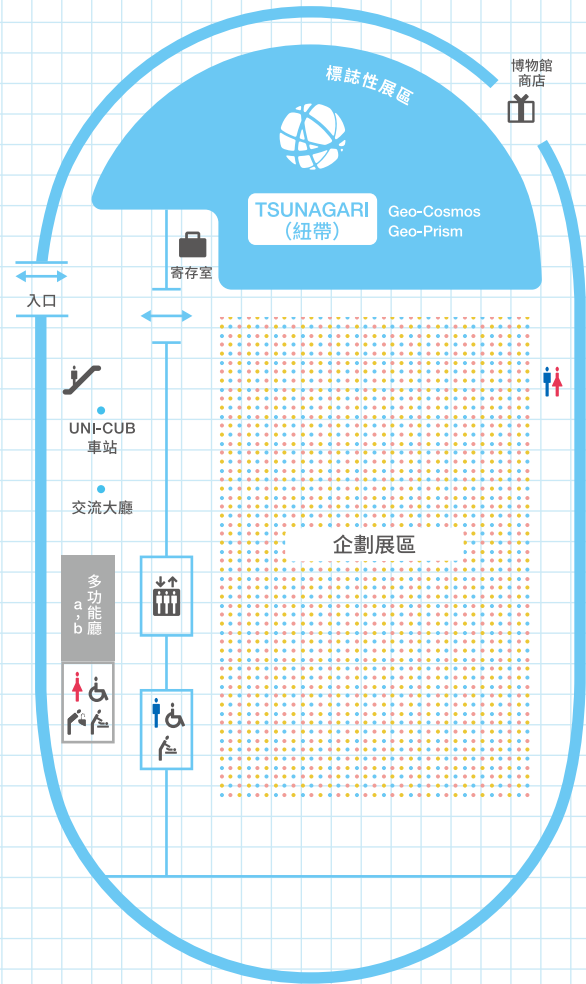 標誌性展區
博物館
商店
TSUNAGARI
（紐帶）
Geo-Cosmos
Geo-Prism
寄存室
入口
UNI-CUB
車站
交流大廳
企劃展區
多功能廳
a，b